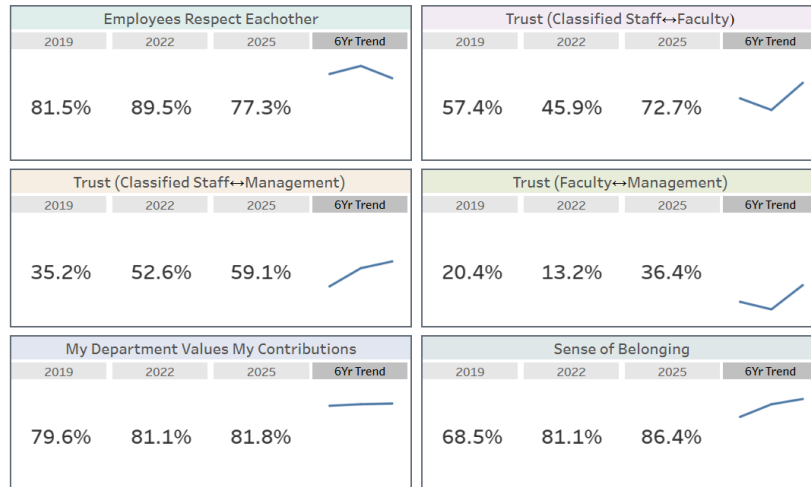 Employees Respect Eachother
2019 2022 2025 6Yr Trend
81.5% 89.5% 77.3%
Trust (Classified Staff↔Faculty)
2019 2022 2025 6Yr Trend
57.4% 45.9% 72.7%
Trust (Classified Staff↔Management)
2019 2022 2025 6Yr Trend
35.2% 52.6% 59.1%
Trust (Faculty↔Management)
2019 2022 2025 6Yr Trend
20.4% 13.2% 36.4%
My Department Values My Contributions
2019 2022 2025 6Yr Trend
79.6% 81.1% 81.8%
Sense of Belonging
2019 2022 2025 6Yr Trend
68.5% 81.1% 86.4%